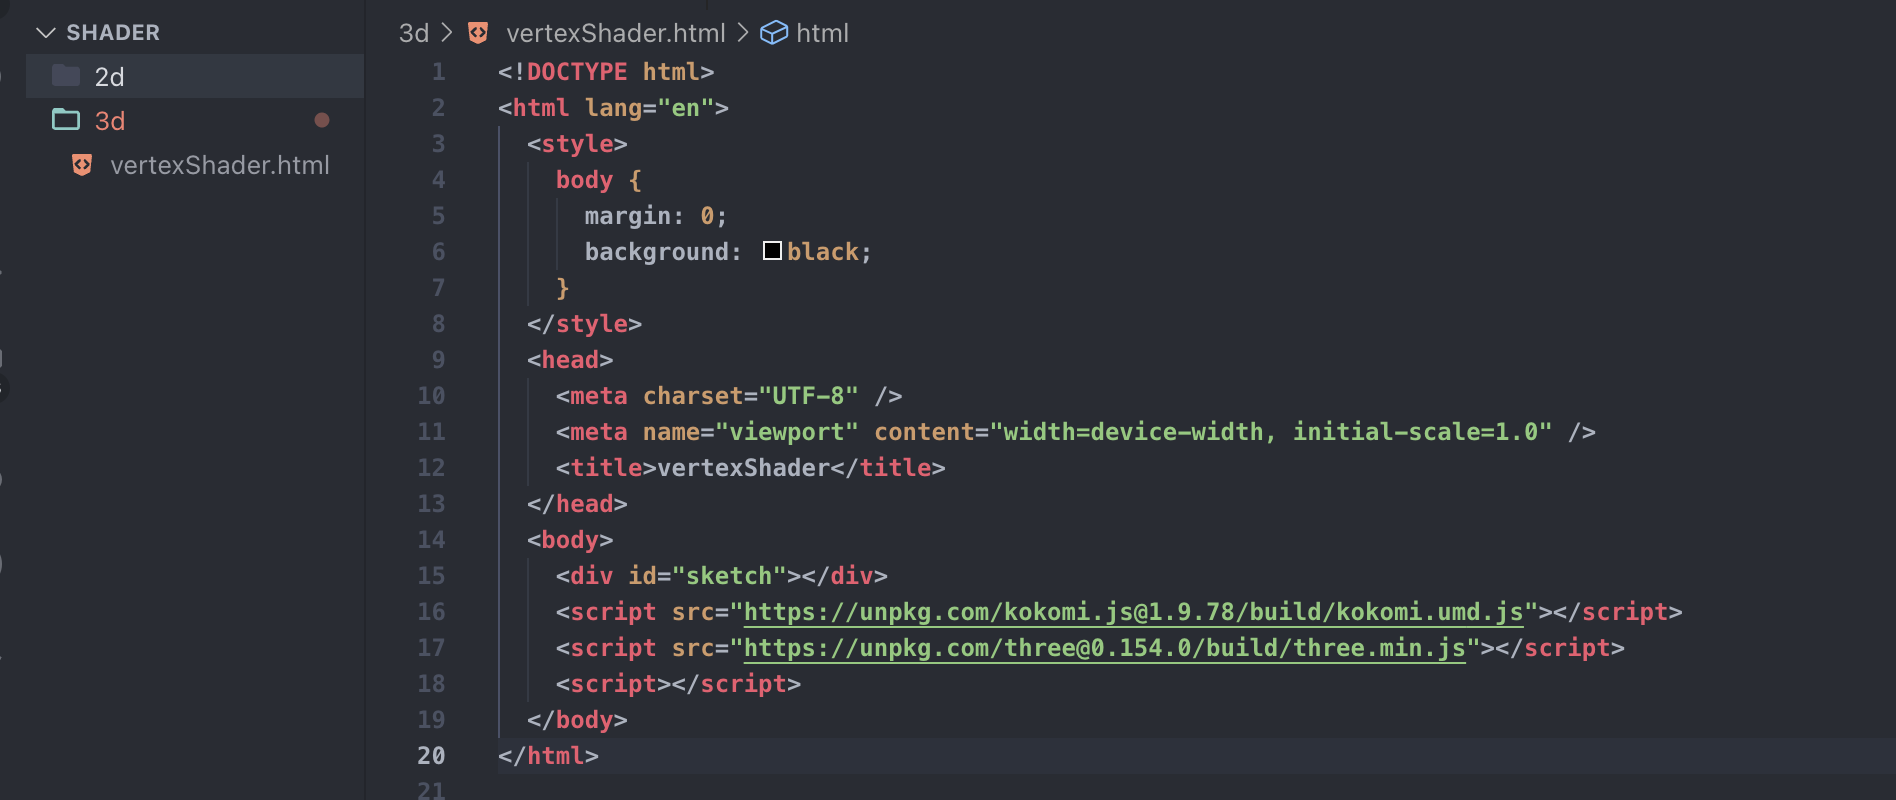 SHADER
2d
3d
vertexShader.html
3d > vertexShader.html > html
1 <!DOCTYPE html>
2 <html lang="en">
3 <style>
4 body {
5 margin: 0;
6 background: black;
7 }
8 </style>
9 <head>
10 <meta charset="UTF-8" />
11 <meta name="viewport" content="width=device-width, initial-scale=1.0" />
12 <title>vertexShader</title>
13 </head>
14 <body>
15 <div id="sketch"></div>
16 <script src="https://unpkg.com/kokomi.js@1.9.78/build/kokomi.umd.js"></script>
17 <script src="https://unpkg.com/three@0.154.0/build/three.min.js"></script>
18 <script></script>
19 </body>
20 </html>
21